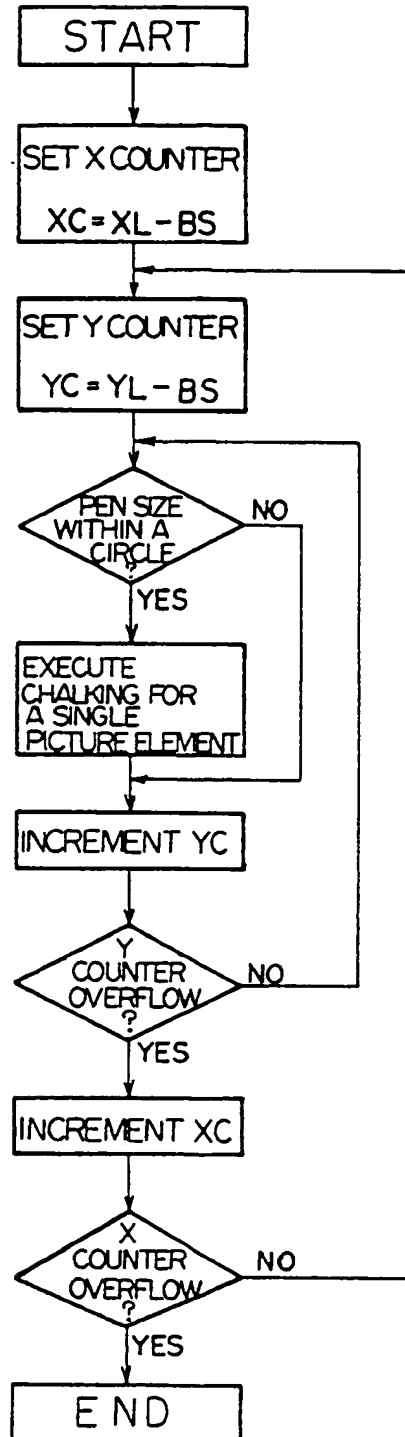 START
SET X COUNTER
XC=XL-BS
SET Y COUNTER
YC=YL-BS
PEN SIZE
WITHIN A
CIRCLE
?
NO
YES
EXECUTE
CHALKING FOR
A SINGLE
PICTURE ELEMENT
INCREMENT YC
Y
COUNTER
OVERFLOW
?
NO
YES
INCREMENT XC
X
COUNTER
OVERFLOW
?
NO
YES
END